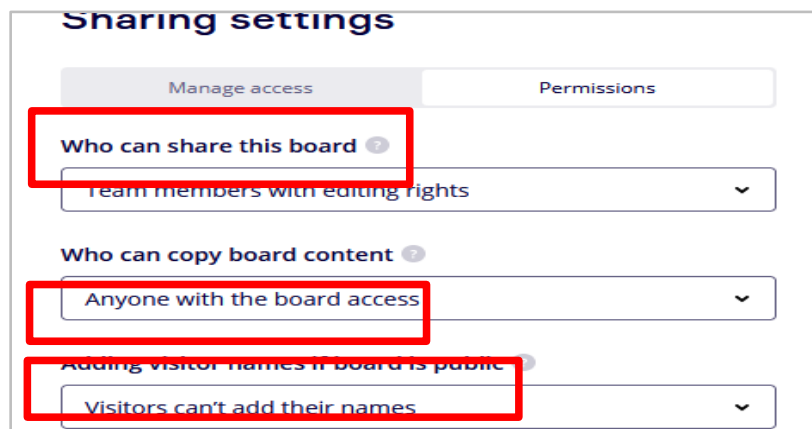 Sharing settings
Manage access
Permissions
Who can share this board ?
Team members with editing rights
Who can copy board content ?
Anyone with the board access
Adding visitor names if board is public ?
Visitors can't add their names